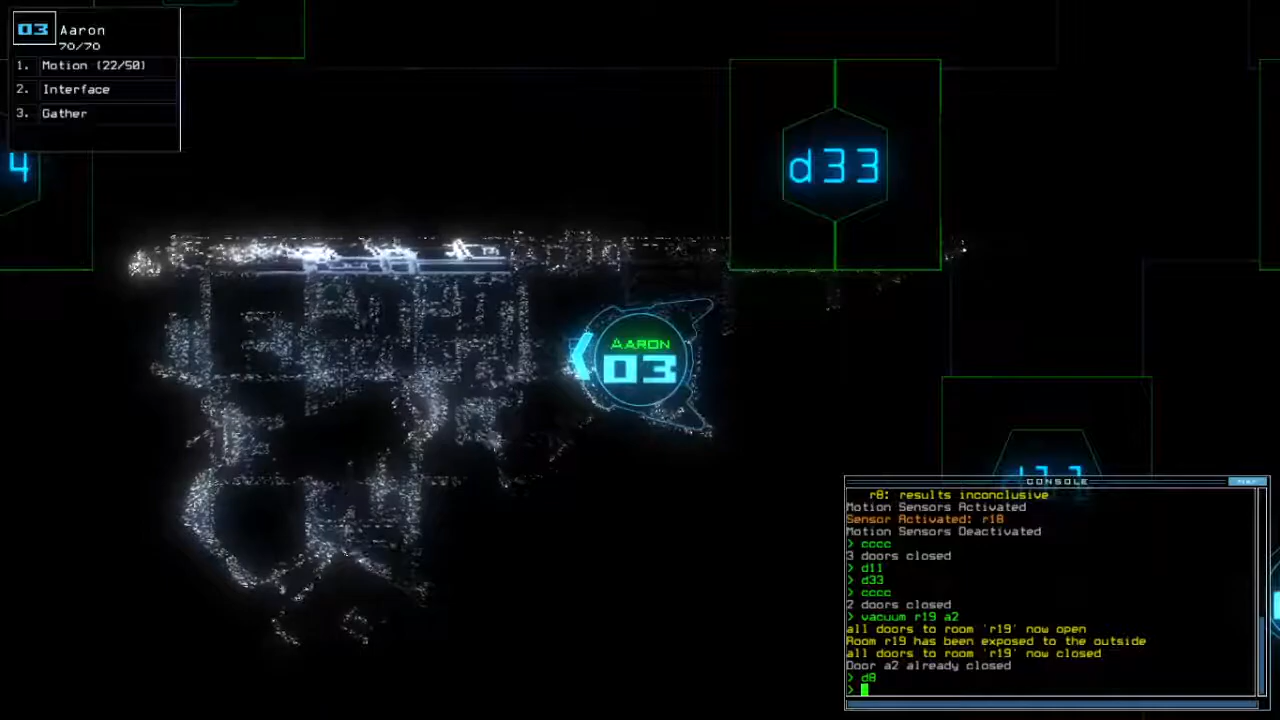 03 Aaron
70/70
1. Motion (22/50)
2. Interface
3. Gather
4
d33
AARON
03
CONSOLE
r8: results inconclusive
Motion Sensors Activated
Sensor Activated: r18
Motion Sensors Deactivated
> cccc
3 doors closed
> d11
> d33
> cccc
2 doors closed
> vacuum r19 a2
all doors to room 'r19' now open
Room r19 has been exposed to the outside
all doors to room 'r19' now closed
Door a2 already closed
> d8
>